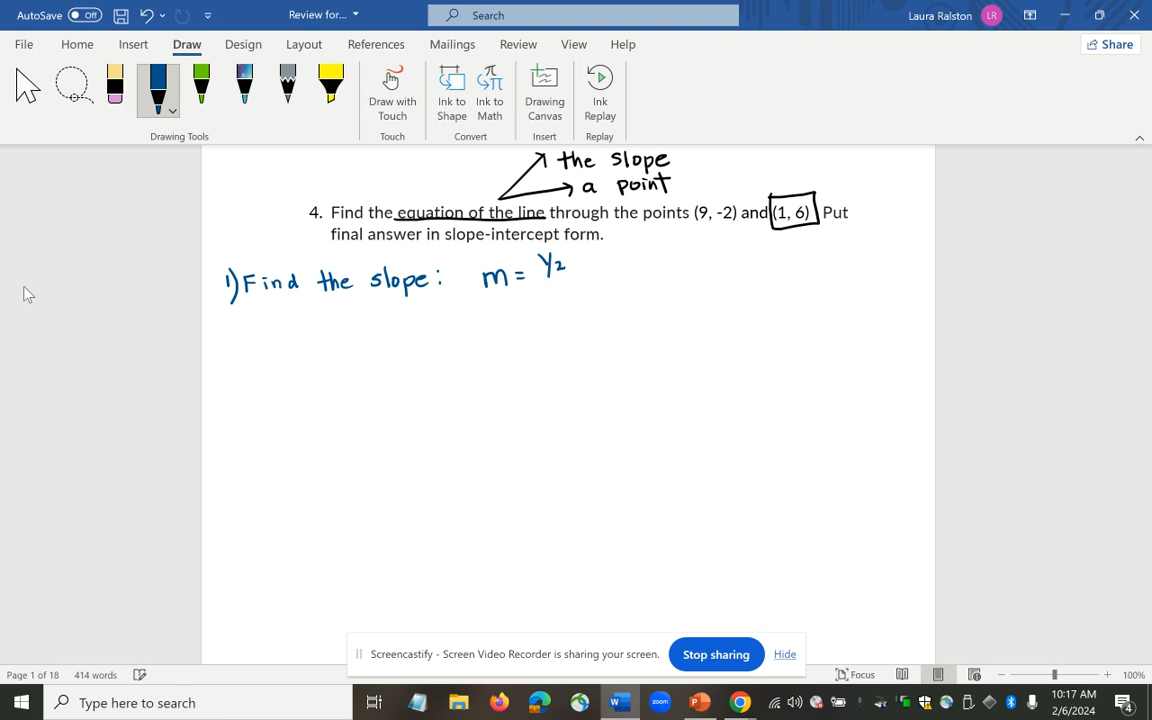 AutoSave Off Review for... Search Laura Ralston LR
File Home Insert Draw Design Layout References Mailings Review View Help Share
Draw with Touch Ink to Shape Ink to Math Drawing Canvas Ink Replay
Drawing Tools Touch Convert Insert Replay
the slope
a point
4. Find the equation of the line through the points (9, -2) and (1, 6). Put
final answer in slope-intercept form.
1) Find the slope: m = y₂
Screencastify - Screen Video Recorder is sharing your screen. Stop sharing Hide
Page 1 of 18 414 words Focus 100%
Type here to search zoom 10:17 AM
2/6/2024 4